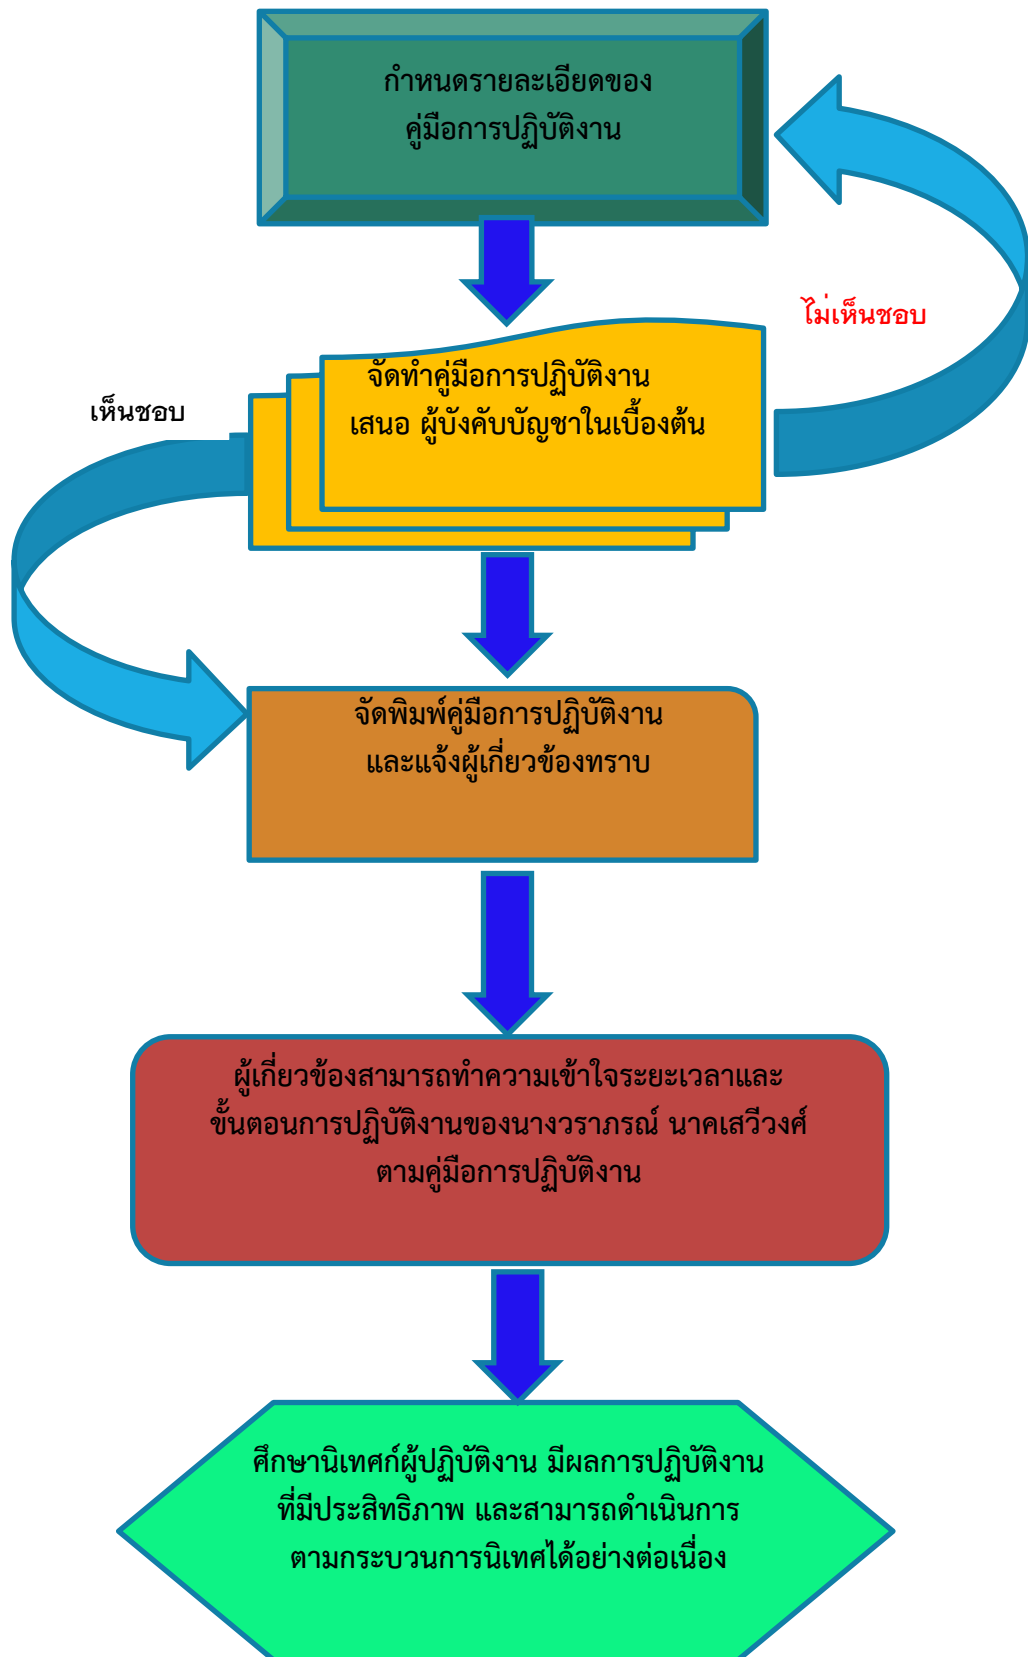 กำหนดรายละเอียดของ
คู่มือการปฏิบัติงาน
ไม่เห็นชอบ
จัดทำคู่มือการปฏิบัติงาน
เสนอ ผู้บังคับบัญชาในเบื้องต้น
เห็นชอบ
จัดพิมพ์คู่มือการปฏิบัติงาน
และแจ้งผู้เกี่ยวข้องทราบ
ผู้เกี่ยวข้องสามารถทำความเข้าใจระยะเวลาและ
ขั้นตอนการปฏิบัติงานของนางวราภรณ์ นาคเสวีวงศ์
ตามคู่มือการปฏิบัติงาน
ศึกษานิเทศก์ผู้ปฏิบัติงาน มีผลการปฏิบัติงาน
ที่มีประสิทธิภาพ และสามารถดำเนินการ
ตามกระบวนการนิเทศได้อย่างต่อเนื่อง